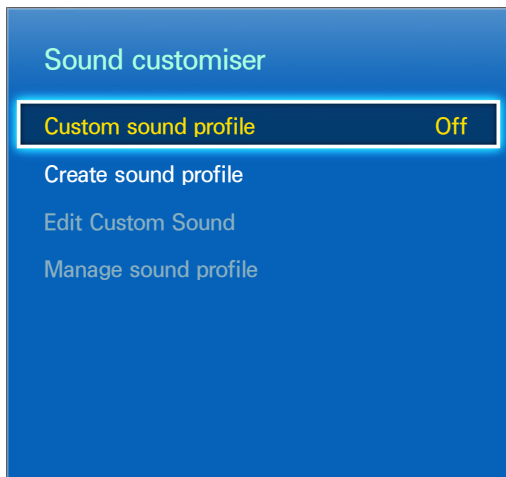 Sound customiser
Custom sound profile Off
Create sound profile
Edit Custom Sound
Manage sound profile